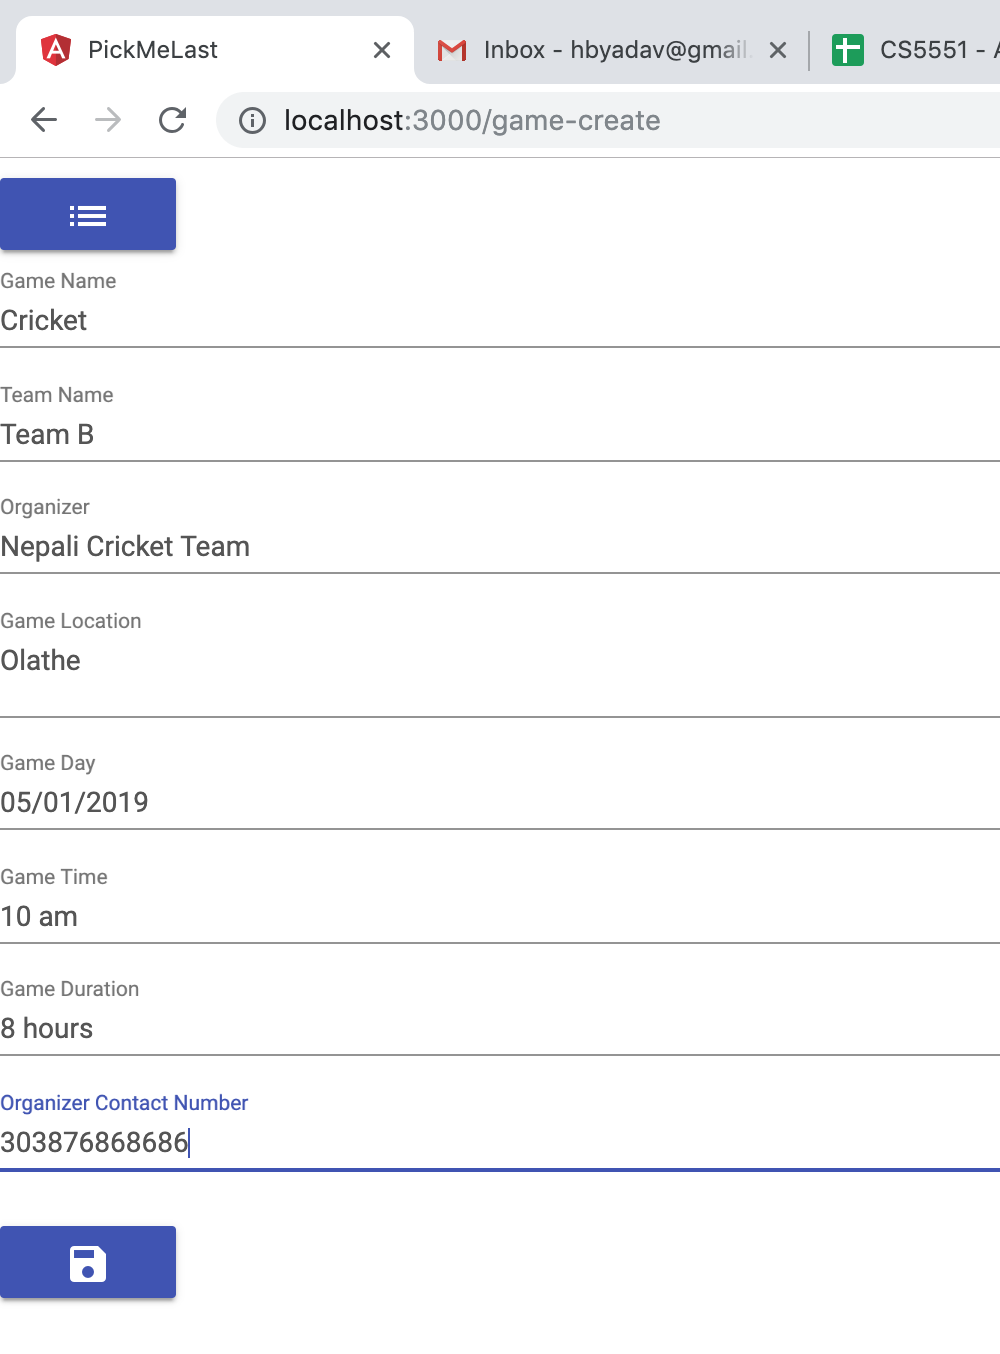 PickMeLast
Inbox - hbyadav@gmail.
CS5551 -
localhost:3000/game-create
Game Name
Cricket
Team Name
Team B
Organizer
Nepali Cricket Team
Game Location
Olathe
Game Day
05/01/2019
Game Time
10 am
Game Duration
8 hours
Organizer Contact Number
303876868686